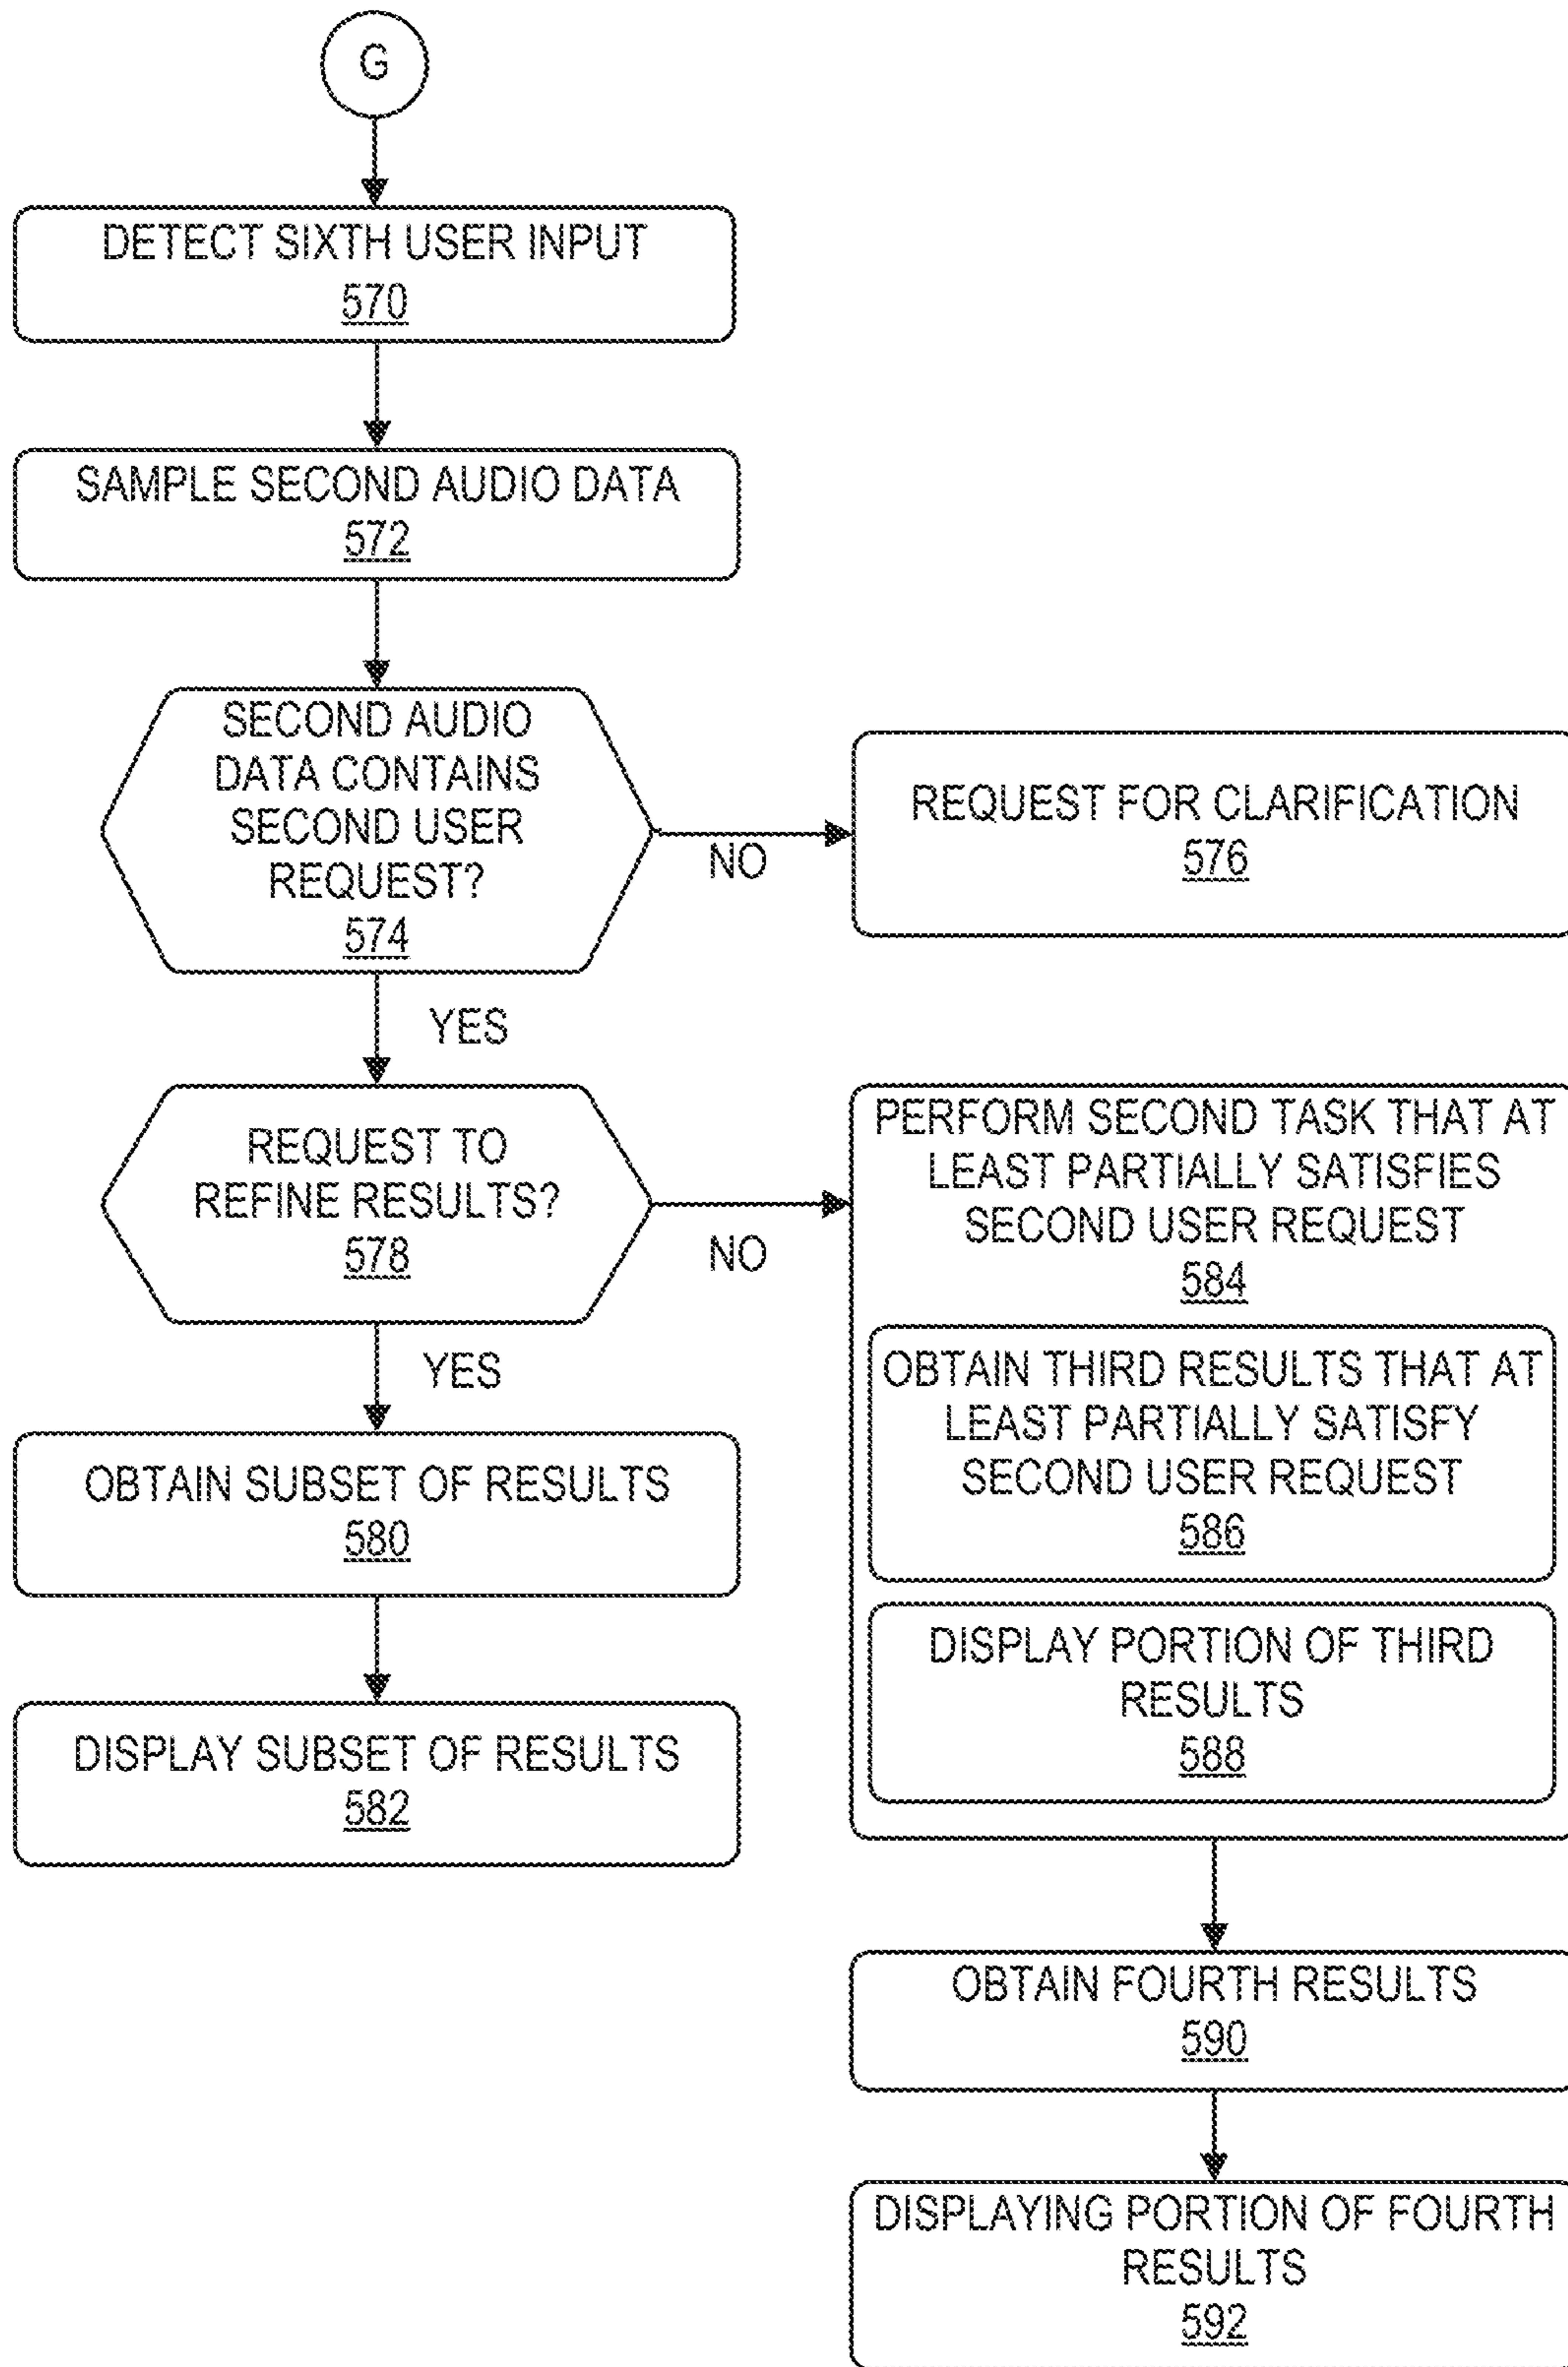 G
DETECT SIXTH USER INPUT
570
SAMPLE SECOND AUDIO DATA
572
SECOND AUDIO
DATA CONTAINS
SECOND USER
REQUEST?
574
NO
REQUEST FOR CLARIFICATION
576
YES
REQUEST TO
REFINE RESULTS?
578
NO
YES
OBTAIN SUBSET OF RESULTS
580
DISPLAY SUBSET OF RESULTS
582
PERFORM SECOND TASK THAT AT
LEAST PARTIALLY SATISFIES
SECOND USER REQUEST
584
OBTAIN THIRD RESULTS THAT AT
LEAST PARTIALLY SATISFY
SECOND USER REQUEST
586
DISPLAY PORTION OF THIRD
RESULTS
588
OBTAIN FOURTH RESULTS
590
DISPLAYING PORTION OF FOURTH
RESULTS
592